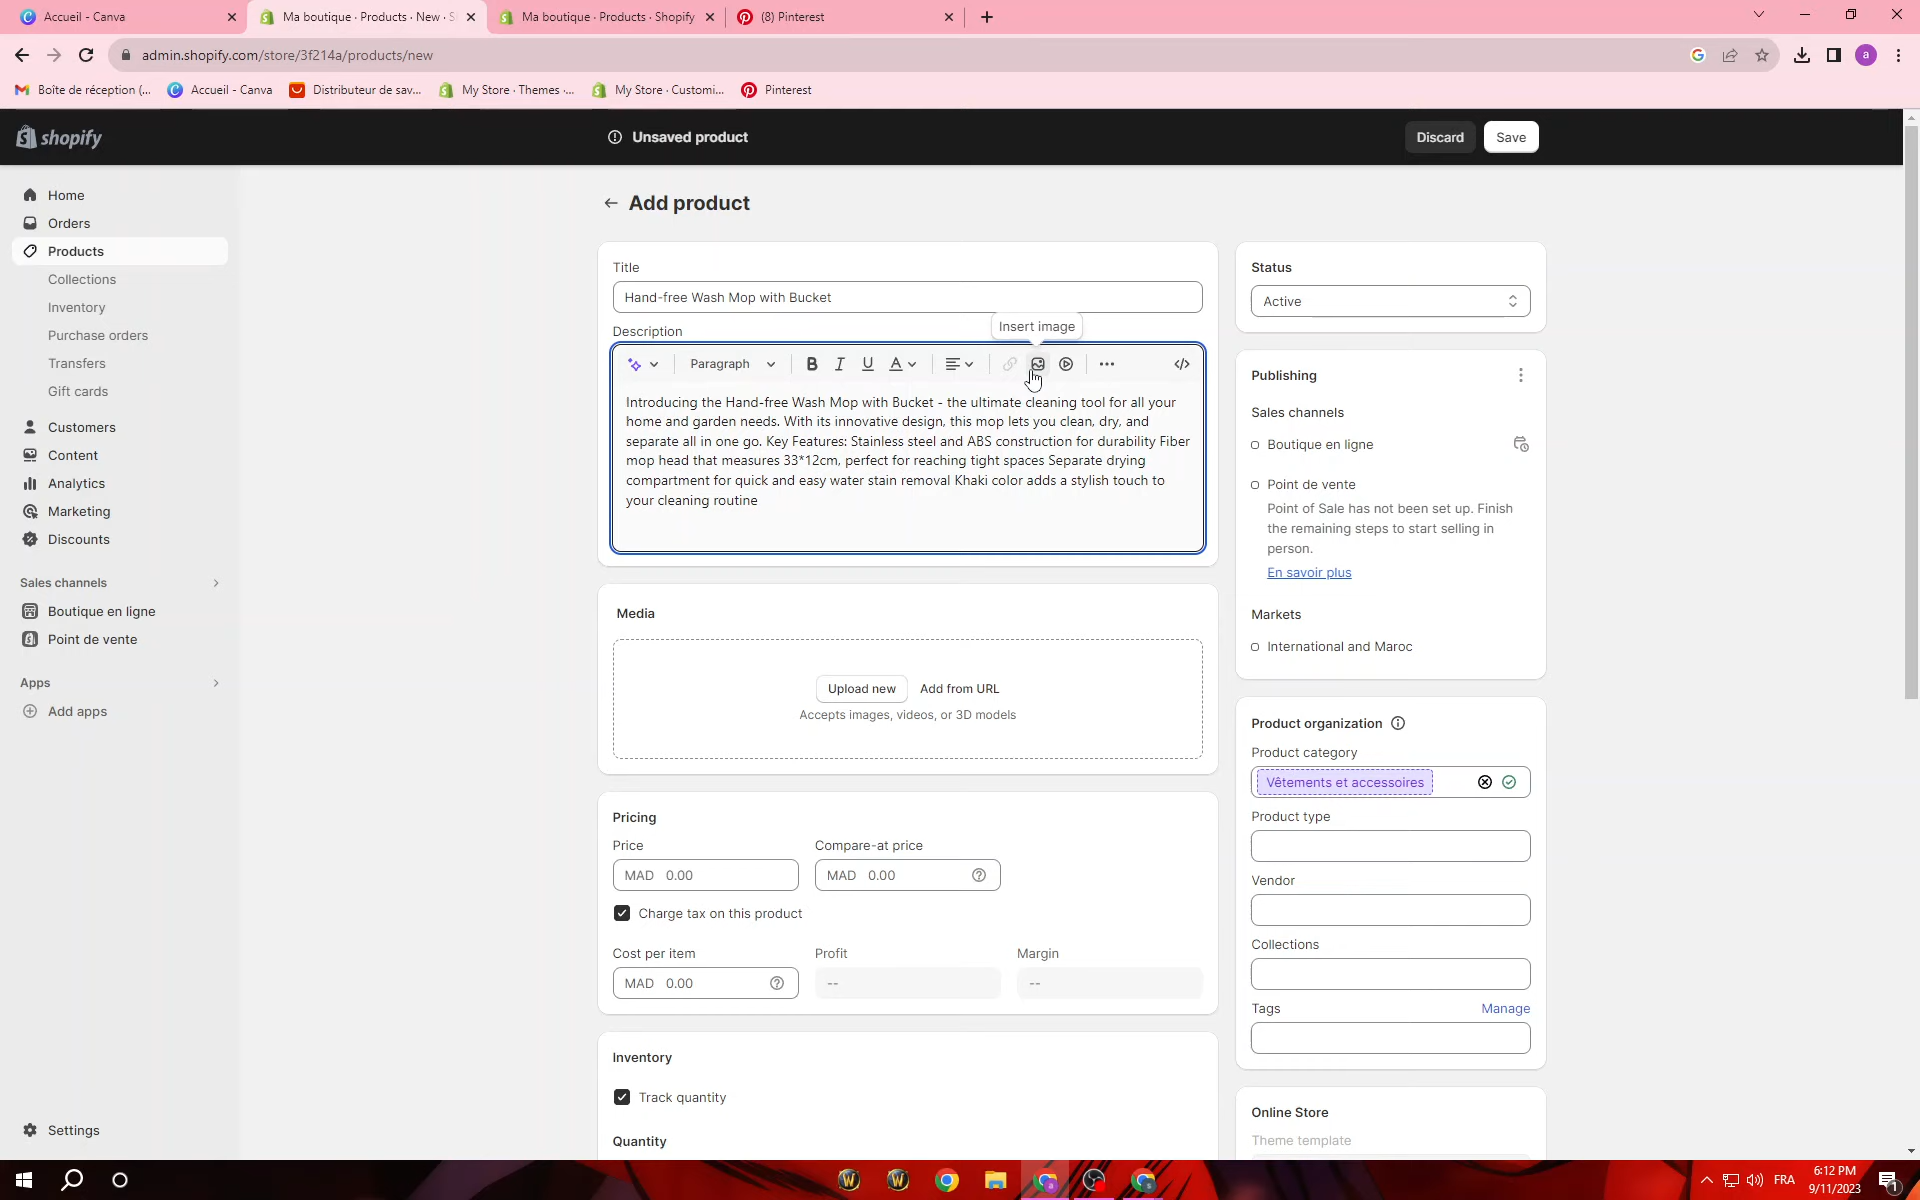 Accueil - Canva
Ma boutique · Products · New · S
Ma boutique · Products · Shopify
(8) Pinterest
admin.shopify.com/store/3f214a/products/new
a
Boîte de réception (...
Accueil - Canva
Distributeur de sav...
My Store · Themes ·...
My Store · Customi...
Pinterest
shopify
Unsaved product
Discard
Save
Home
Orders
Products
Collections
Inventory
Purchase orders
Transfers
Gift cards
Customers
Content
Analytics
Marketing
Discounts
Sales channels
Boutique en ligne
Point de vente
Apps
Add apps
Settings
Add product
Title
Hand-free Wash Mop with Bucket
Description
Insert image
Paragraph
B I U A
Introducing the Hand-free Wash Mop with Bucket - the ultimate cleaning tool for all your
home and garden needs. With its innovative design, this mop lets you clean, dry, and
separate all in one go. Key Features: Stainless steel and ABS construction for durability Fiber
mop head that measures 33*12cm, perfect for reaching tight spaces Separate drying
compartment for quick and easy water stain removal Khaki color adds a stylish touch to
your cleaning routine
Media
Upload new
Add from URL
Accepts images, videos, or 3D models
Pricing
Price
Compare-at price
MAD 0.00
MAD 0.00
Charge tax on this product
Cost per item
Profit
Margin
MAD 0.00
--
--
Inventory
Track quantity
Quantity
Status
Active
Publishing
Sales channels
Boutique en ligne
Point de vente
Point of Sale has not been set up. Finish
the remaining steps to start selling in
person.
En savoir plus
Markets
International and Maroc
Product organization
Product category
Vêtements et accessoires
Product type
Vendor
Collections
Tags
Manage
Online Store
Theme template
FRA
6:12 PM
9/11/2023
1